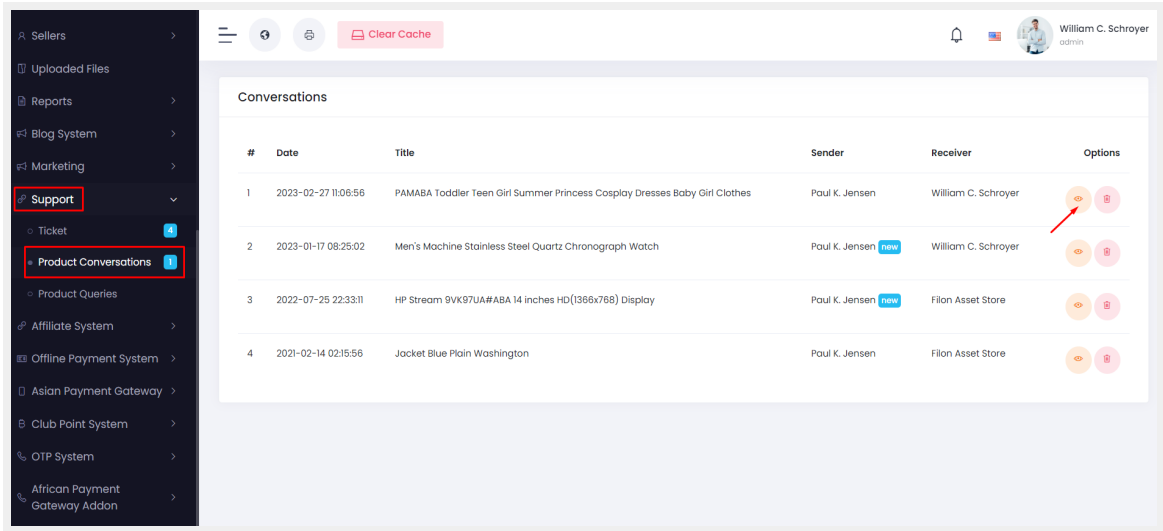 Sellers
Uploaded Files
Reports
Blog System
Marketing
Support
Ticket 4
Product Conversations 1
Product Queries
Affiliate System
Offline Payment System
Asian Payment Gateway
Club Point System
OTP System
African Payment
Gateway Addon
Clear Cache
William C. Schroyer
admin
Conversations
# Date Title Sender Receiver Options
1 2023-02-27 11:06:56 PAMABA Toddler Teen Girl Summer Princess Cosplay Dresses Baby Girl Clothes Paul K. Jensen William C. Schroyer
2 2023-01-17 08:25:02 Men's Machine Stainless Steel Quartz Chronograph Watch Paul K. Jensen new William C. Schroyer
3 2022-07-25 22:33:11 HP Stream 9VK97UA#ABA 14 inches HD(1366x768) Display Paul K. Jensen new Filon Asset Store
4 2021-02-14 02:15:56 Jacket Blue Plain Washington Paul K. Jensen Filon Asset Store